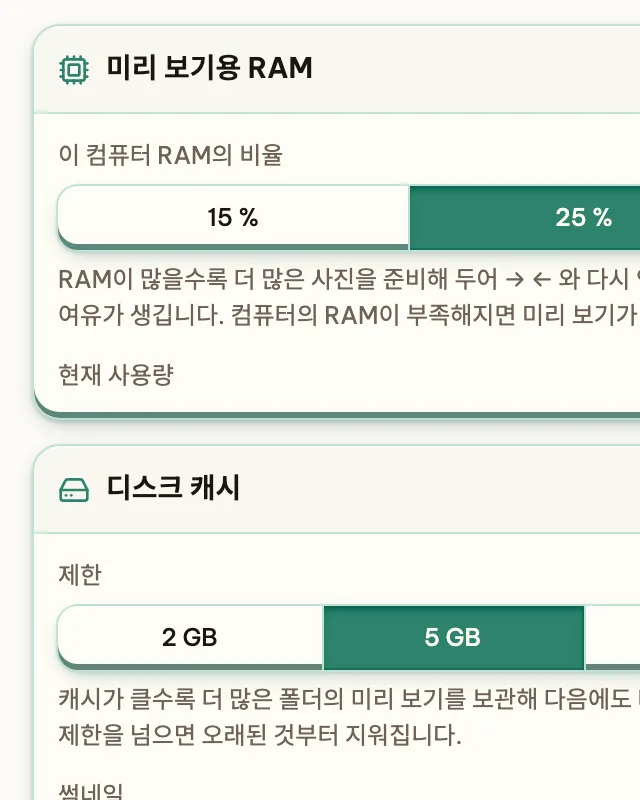 미리 보기용 RAM
이 컴퓨터 RAM의 비율
15 % 25 %
RAM이 많을수록 더 많은 사진을 준비해 두어 → ← 와 다시
여유가 생깁니다. 컴퓨터의 RAM이 부족해지면 미리 보기가
현재 사용량
디스크 캐시
제한
2 GB 5 GB
캐시가 클수록 더 많은 폴더의 미리 보기를 보관해 다음에도
제한을 넘으면 오래된 것부터 지워집니다.
썸네일